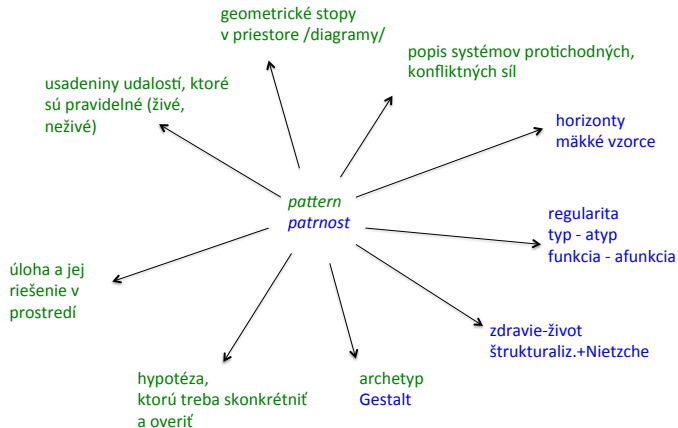 geometrické stopy
v priestore /diagramy/
popis systémov protichodných,
konfliktných síl
usadeniny udalostí, ktoré
sú pravidelné (živé,
neživé)
horizonty
mäkké vzorce
pattern
patrnost
regularita
typ - atyp
funkcia - afunkcia
úloha a jej
riešenie v
prostredí
zdravie-život
štrukturaliz.+Nietzche
hypotéza,
ktorú treba skonkrétniť
a overiť
archetyp
Gestalt